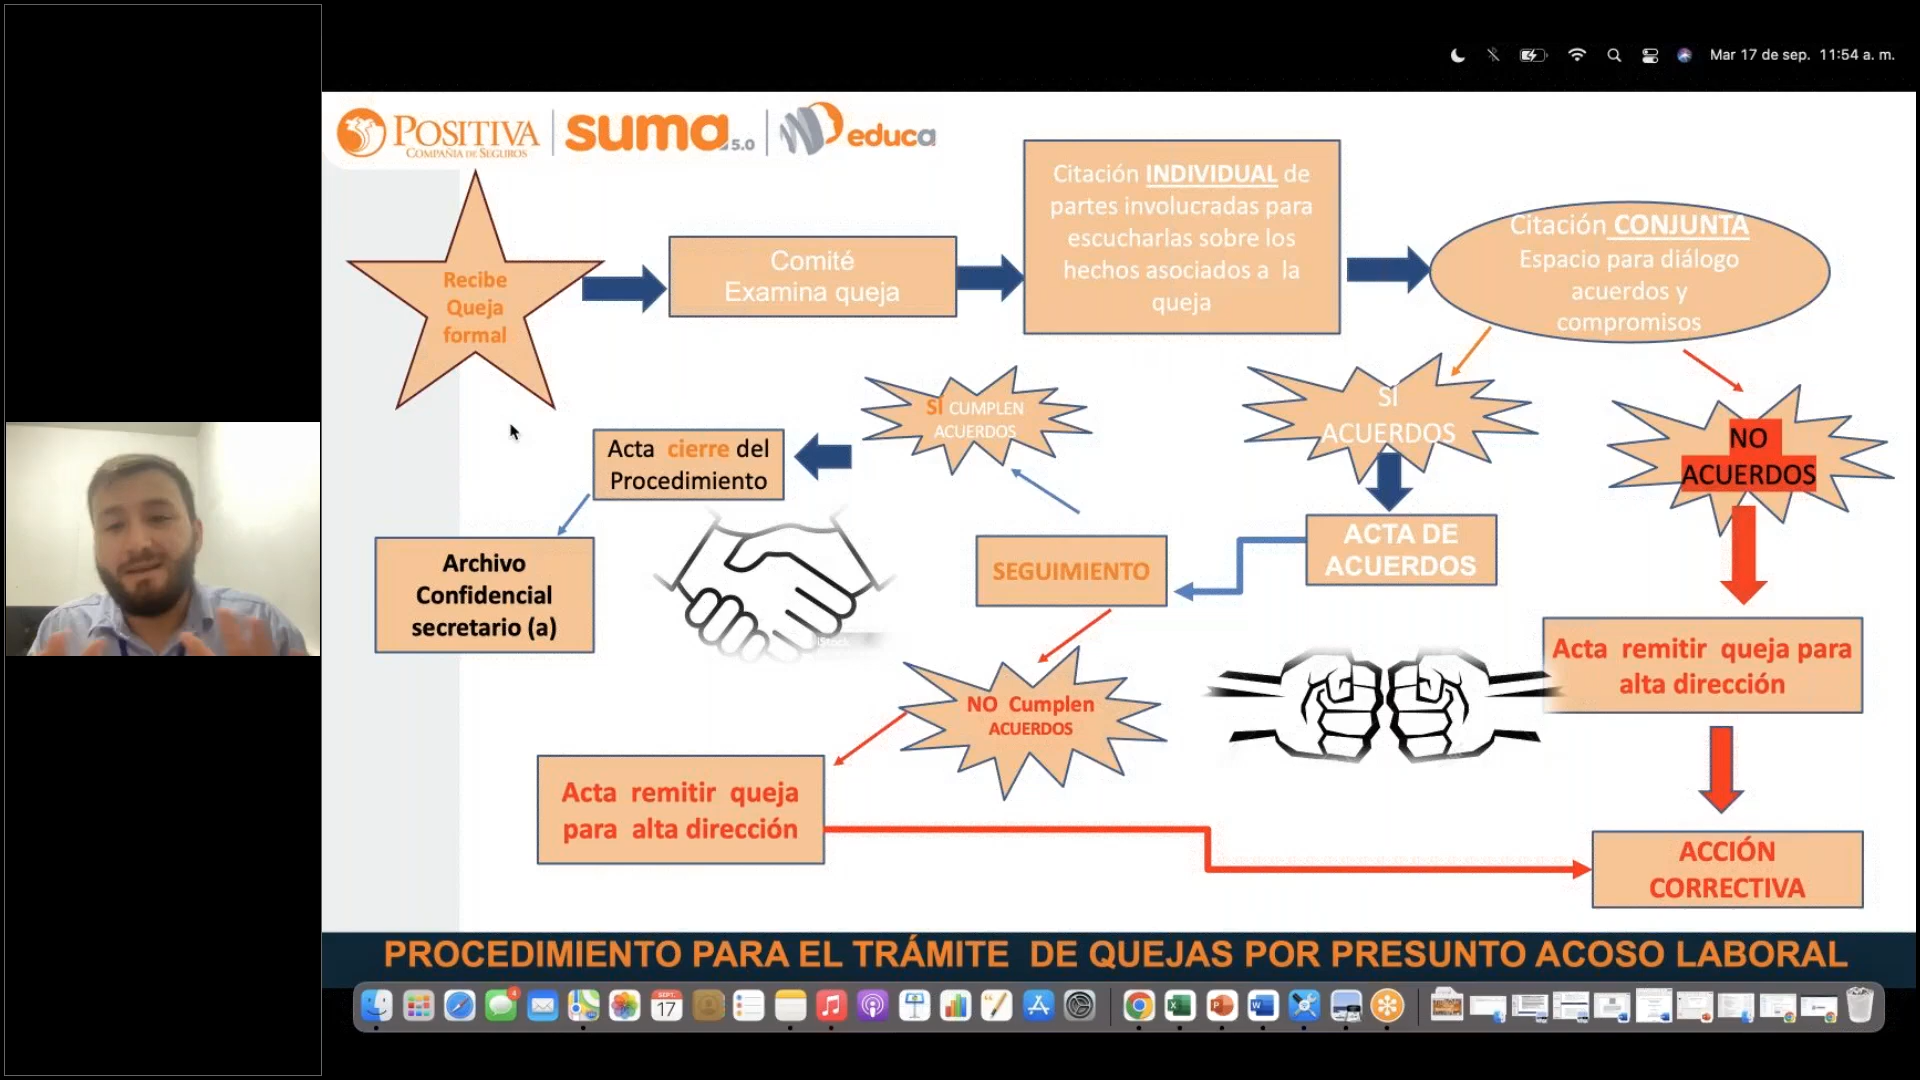 Mar 17 de sep. 11:54 a. m.
POSITIVA
COMPAÑÍA DE SEGUROS
suma 5.0
educa
Recibe
Queja
formal
Comité
Examina queja
Citación INDIVIDUAL de
partes involucradas para
escucharlas sobre los
hechos asociados a la
queja
Citación CONJUNTA
Espacio para diálogo
acuerdos y
compromisos
SI
ACUERDOS
NO
ACUERDOS
SÍ CUMPLEN
ACUERDOS
Acta cierre del
Procedimiento
Archivo
Confidencial
secretario (a)
SEGUIMIENTO
ACTA DE
ACUERDOS
iStock
NO Cumplen
ACUERDOS
Acta remitir queja para
alta dirección
Acta remitir queja
para alta dirección
ACCIÓN
CORRECTIVA
PROCEDIMIENTO PARA EL TRÁMITE DE QUEJAS POR PRESUNTO ACOSO LABORAL
4
SEPT.
17